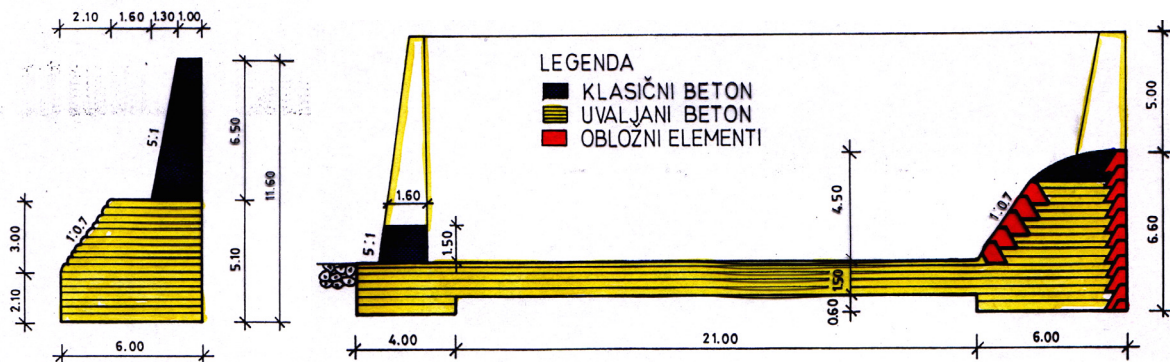 2.10 1.60 1.30 1.00
5:1
6.50
11.60
1:0.7
3.00
5.10
2.10
6.00
LEGENDA
KLASIČNI BETON
UVALJANI BETON
OBLOŽNI ELEMENTI
5.00
1.60
4.50
1:0.7
6.60
5:1
1.50
1.50
0.60
4.00 21.00 6.00